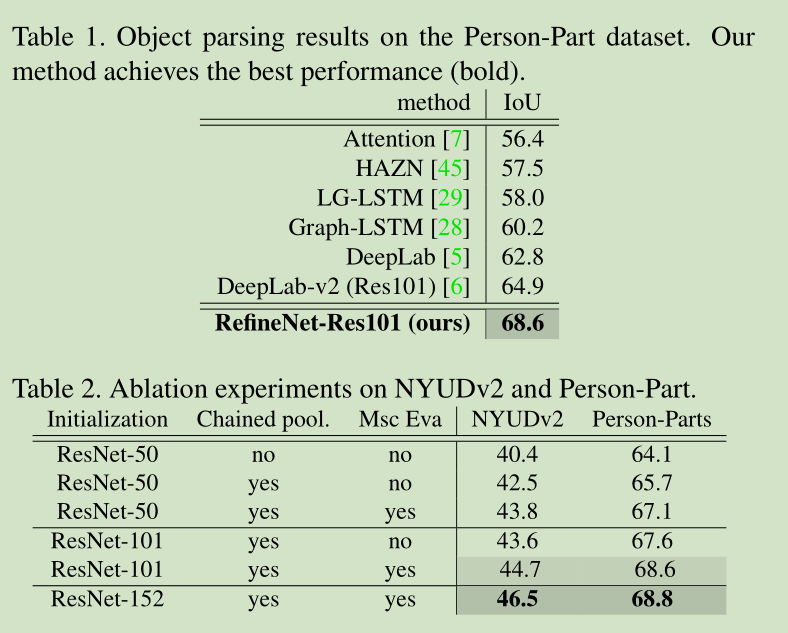 Table 1. Object parsing results on the Person-Part dataset. Our
method achieves the best performance (bold).
method IoU
Attention [7] 56.4
HAZN [45] 57.5
LG-LSTM [29] 58.0
Graph-LSTM [28] 60.2
DeepLab [5] 62.8
DeepLab-v2 (Res101) [6] 64.9
RefineNet-Res101 (ours) 68.6
Table 2. Ablation experiments on NYUDv2 and Person-Part.
Initialization Chained pool. Msc Eva NYUDv2 Person-Parts
ResNet-50 no no 40.4 64.1
ResNet-50 yes no 42.5 65.7
ResNet-50 yes yes 43.8 67.1
ResNet-101 yes no 43.6 67.6
ResNet-101 yes yes 44.7 68.6
ResNet-152 yes yes 46.5 68.8